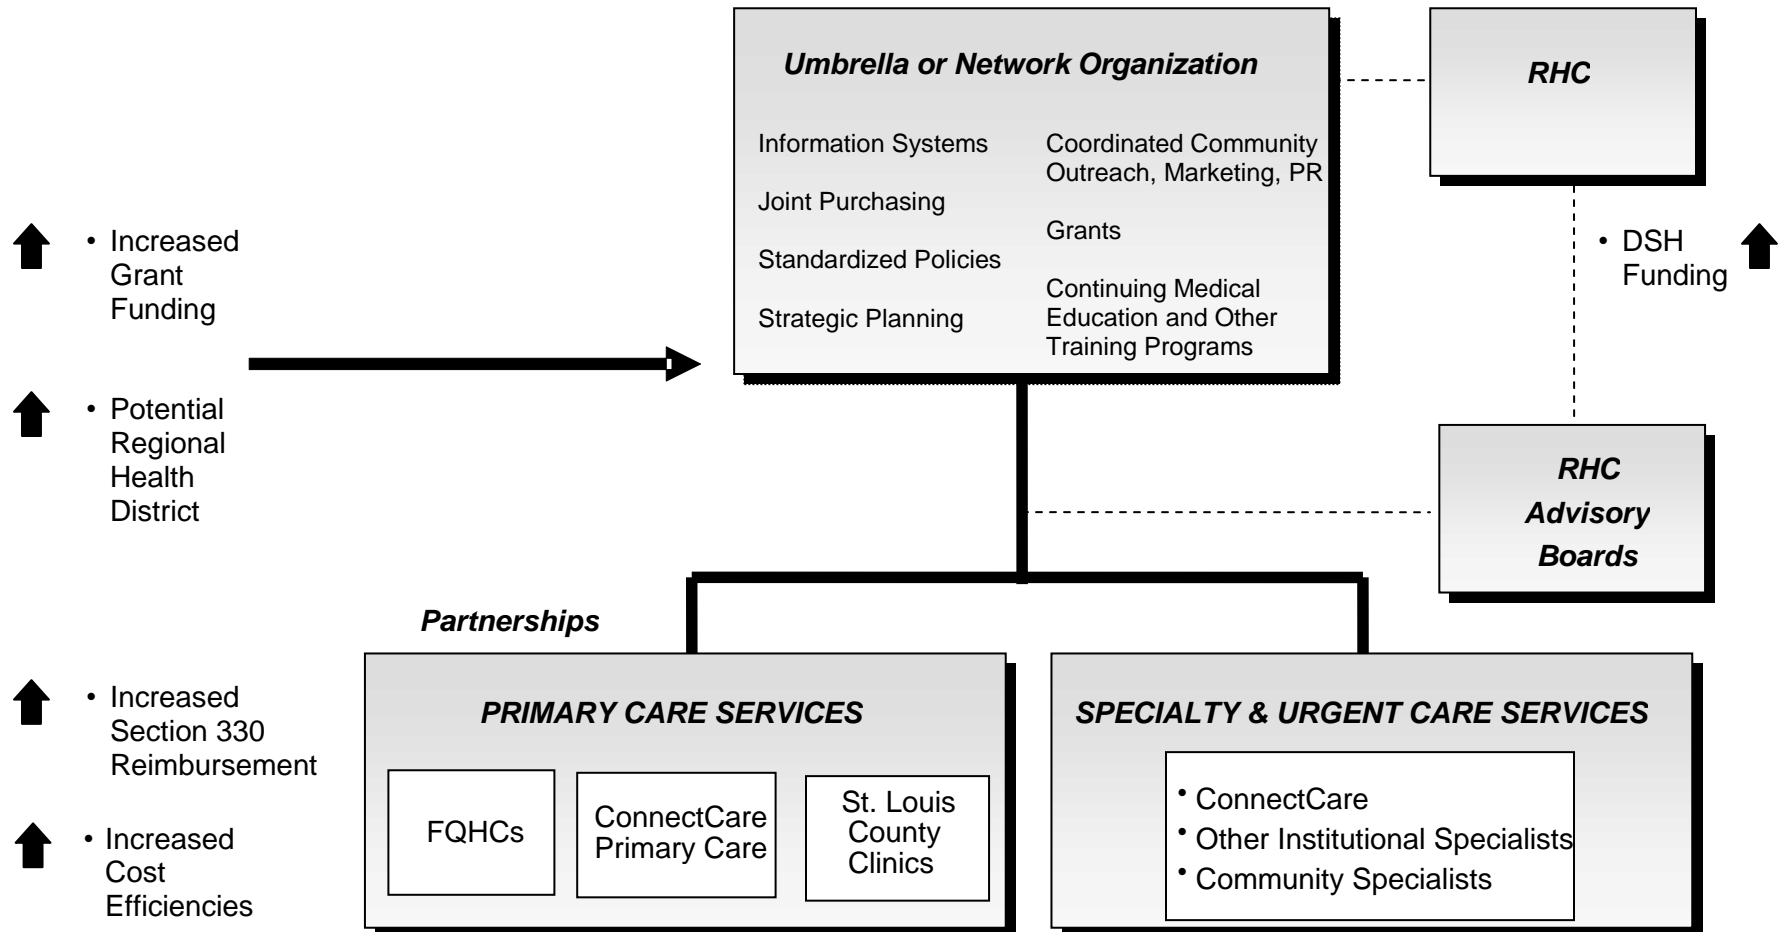 Umbrella or Network Organization
Information Systems
Joint Purchasing
Standardized Policies
Strategic Planning
Coordinated Community
Outreach, Marketing, PR
Grants
Continuing Medical
Education and Other
Training Programs
RHC
• Increased
Grant
Funding
• Potential
Regional
Health
District
• DSH
Funding
RHC
Advisory
Boards
Partnerships
• Increased
Section 330
Reimbursement
• Increased
Cost
Efficiencies
PRIMARY CARE SERVICES
FQHCs
ConnectCare
Primary Care
St. Louis
County
Clinics
SPECIALTY & URGENT CARE SERVICES
• ConnectCare
• Other Institutional Specialists
• Community Specialists